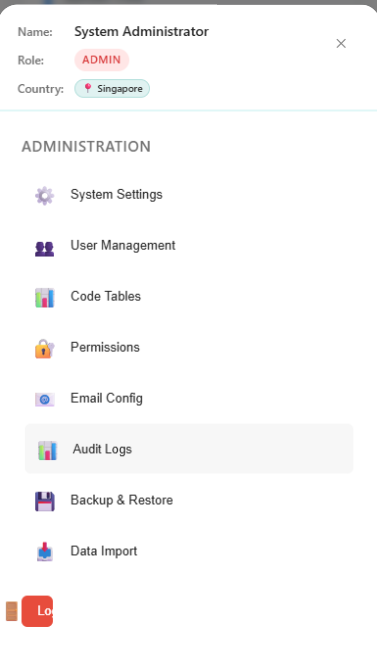 Name: System Administrator
Role: ADMIN
Country: Singapore
ADMINISTRATION
System Settings
User Management
Code Tables
Permissions
Email Config
Audit Logs
Backup & Restore
Data Import